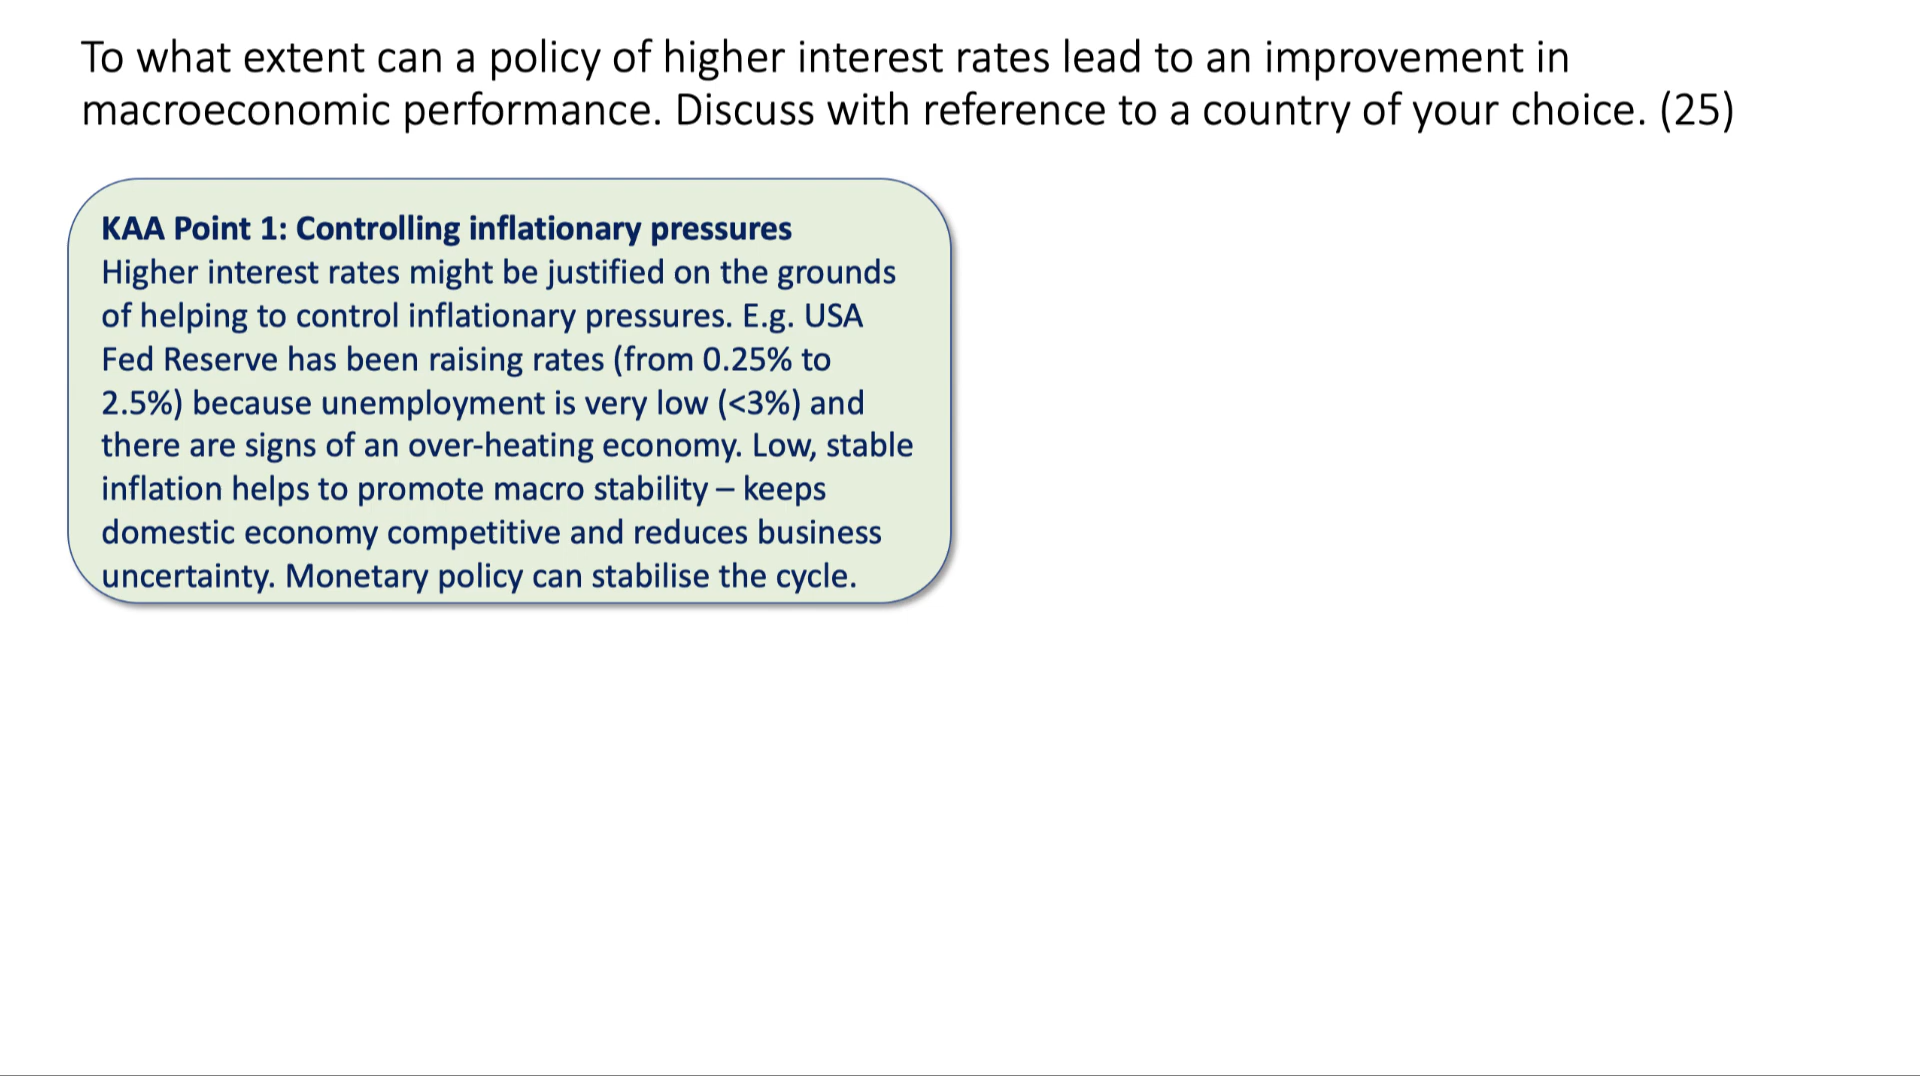 To what extent can a policy of higher interest rates lead to an improvement in
macroeconomic performance. Discuss with reference to a country of your choice. (25)
KAA Point 1: Controlling inflationary pressures
Higher interest rates might be justified on the grounds
of helping to control inflationary pressures. E.g. USA
Fed Reserve has been raising rates (from 0.25% to
2.5%) because unemployment is very low (<3%) and
there are signs of an over-heating economy. Low, stable
inflation helps to promote macro stability – keeps
domestic economy competitive and reduces business
uncertainty. Monetary policy can stabilise the cycle.